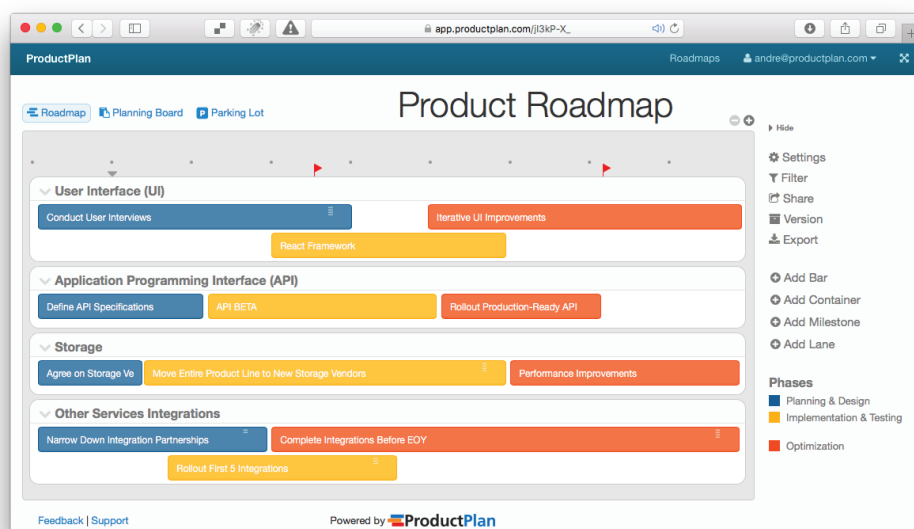 app.productplan.com/jl3kP-X_
ProductPlan
Roadmaps
andre@productplan.com
Roadmap
Planning Board
P Parking Lot
Product Roadmap
Hide
Settings
Filter
Share
Version
Export
Add Bar
Add Container
Add Milestone
Add Lane
Phases
Planning & Design
Implementation & Testing
Optimization
User Interface (UI)
Conduct User Interviews
Iterative UI Improvements
React Framework
Application Programming Interface (API)
Define API Specifications
API BETA
Rollout Production-Ready API
Storage
Agree on Storage Ve
Move Entire Product Line to New Storage Vendors
Performance Improvements
Other Services Integrations
Narrow Down Integration Partnerships
Complete Integrations Before EOY
Rollout First 5 Integrations
Feedback | Support
Powered by ProductPlan